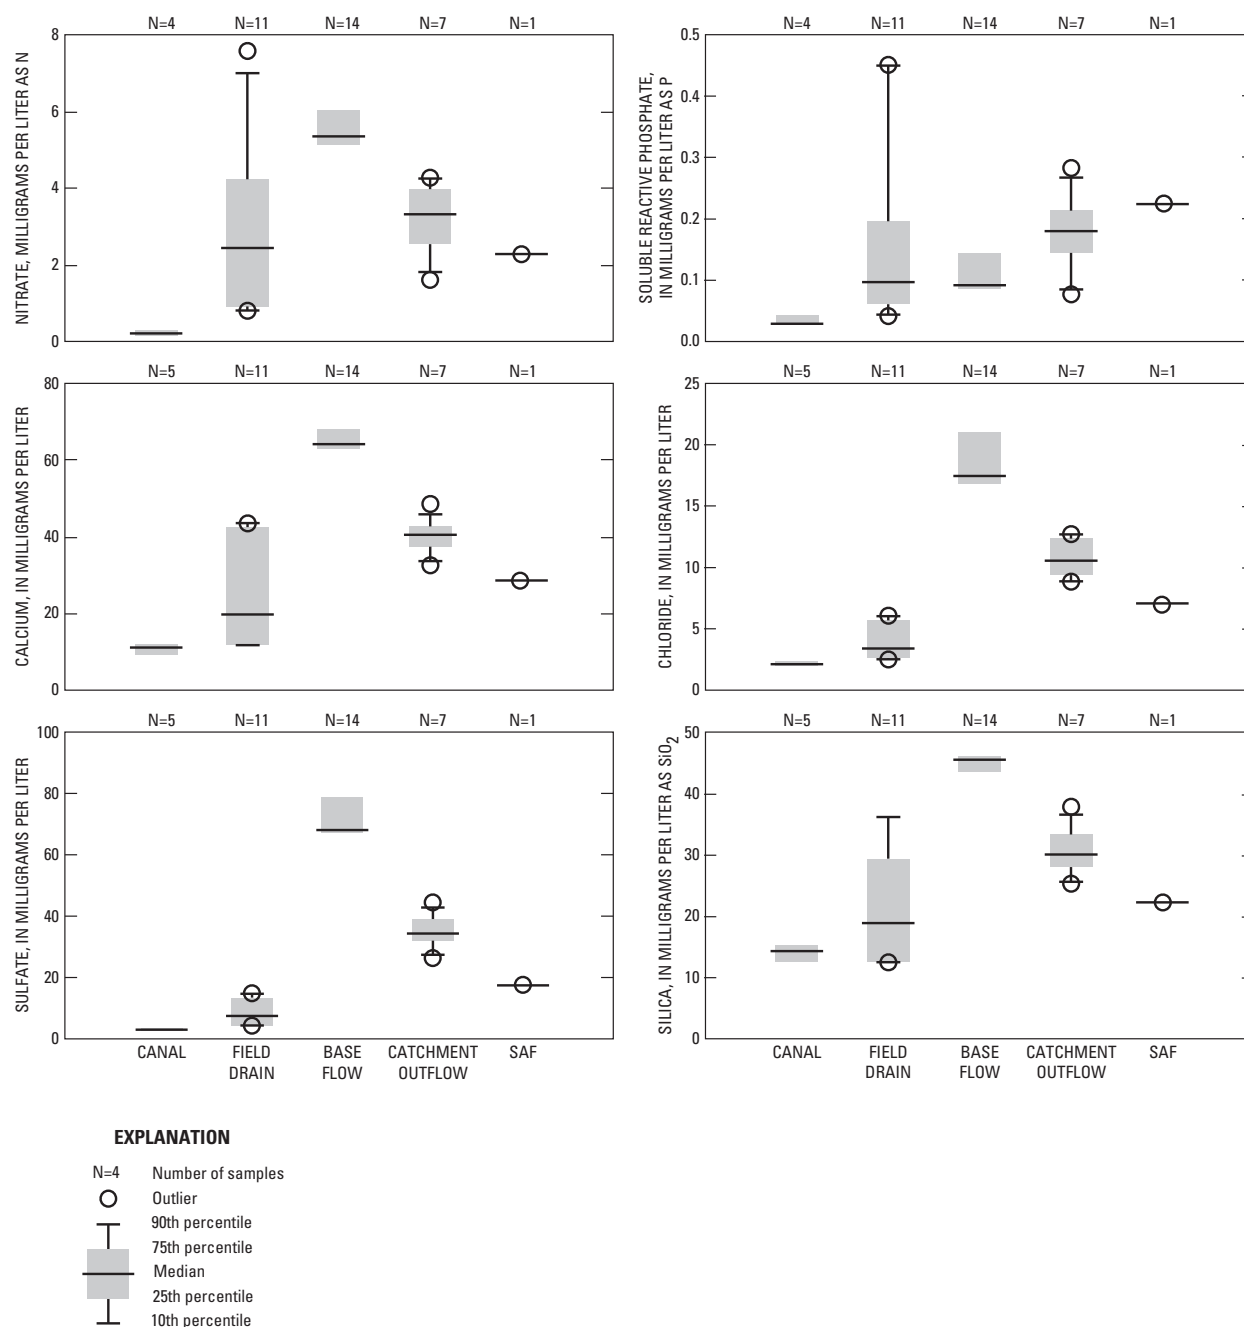 N=4 N=11 N=14 N=7 N=1
NITRATE, MILLIGRAMS PER LITER AS N
8
6
4
2
0
N=4 N=11 N=14 N=7 N=1
SOLUBLE REACTIVE PHOSPHATE,
IN MILLIGRAMS PER LITER AS P
0.5
0.4
0.3
0.2
0.1
0.0
N=5 N=11 N=14 N=7 N=1
CALCIUM, IN MILLIGRAMS PER LITER
80
60
40
20
0
N=5 N=11 N=14 N=7 N=1
CHLORIDE, IN MILLIGRAMS PER LITER
25
20
15
10
5
0
N=5 N=11 N=14 N=7 N=1
SULFATE, IN MILLIGRAMS PER LITER
100
80
60
40
20
0
CANAL FIELD BASE CATCHMENT SAF
DRAIN FLOW OUTFLOW
N=5 N=11 N=14 N=7 N=1
SILICA, IN MILLIGRAMS PER LITER AS SiO2
50
40
30
20
10
0
CANAL FIELD BASE CATCHMENT SAF
DRAIN FLOW OUTFLOW
EXPLANATION
N=4 Number of samples
Outlier
90th percentile
75th percentile
Median
25th percentile
10th percentile